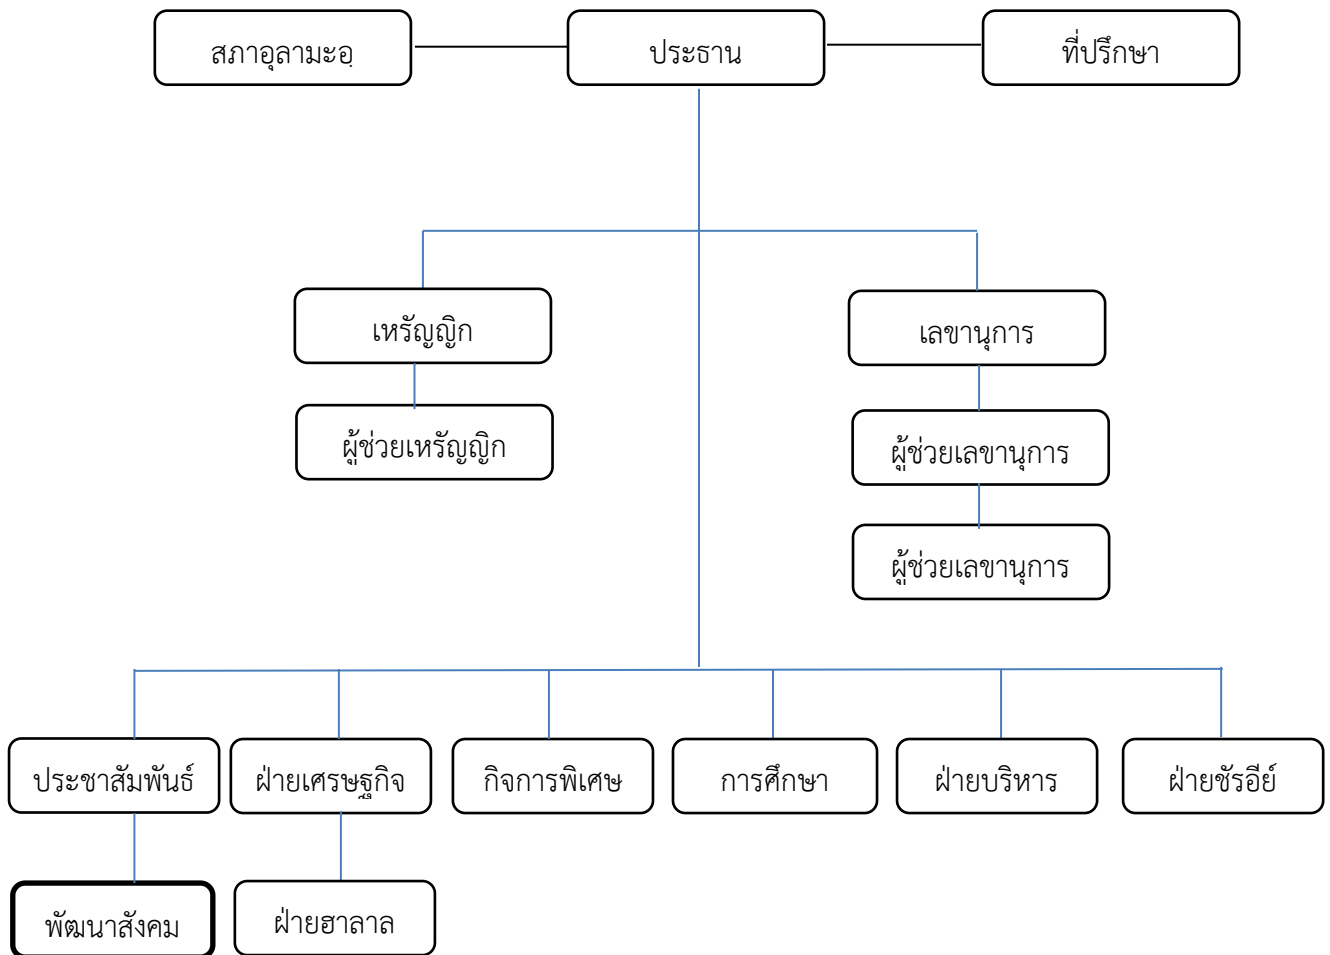 สภาอุลามะอฺ
ประธาน
ที่ปรึกษา
เหรัญญิก
เลขานุการ
ผู้ช่วยเหรัญญิก
ผู้ช่วยเลขานุการ
ผู้ช่วยเลขานุการ
ประชาสัมพันธ์
ฝ่ายเศรษฐกิจ
กิจการพิเศษ
การศึกษา
ฝ่ายบริหาร
ฝ่ายชัรอีย์
พัฒนาสังคม
ฝ่ายฮาลาล